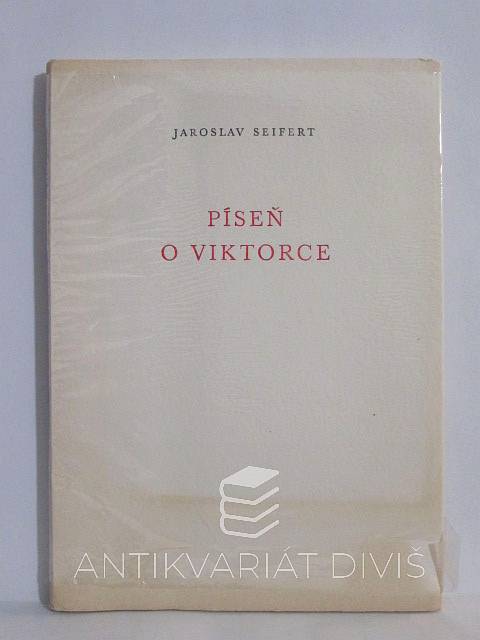 JAROSLAV SEIFERT
PÍSEŇ
O VIKTORCE
ANTIKVARIÁT DIVIŠ